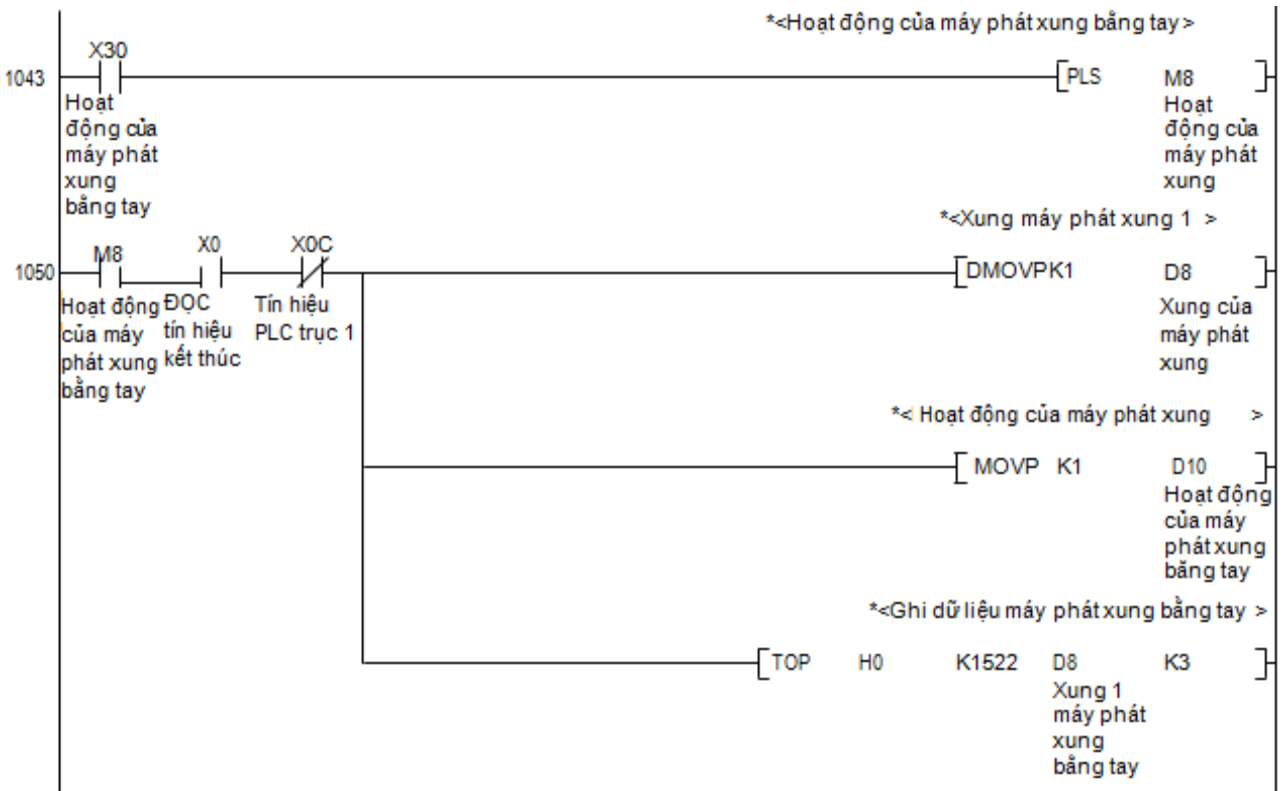 *<Hoạt động của máy phát xung bằng tay>
X30
1043
PLS M8
Hoạt
động của
máy phát
xung
bằng tay
Hoạt
động của
máy phát
xung
*<Xung máy phát xung 1 >
1050
M8 X0 X0C
DMOVPK1 D8
Hoạt động
của máy
phát xung
bằng tay
ĐỌC
tín hiệu
kết thúc
Tín hiệu
PLC trục 1
Xung của
máy phát
xung
*< Hoạt động của máy phát xung >
MOVP K1 D10
Hoạt động
của máy
phát xung
băng tay
*<Ghi dữ liệu máy phát xung bằng tay >
TOP H0 K1522 D8 K3
Xung 1
máy phát
xung
bằng tay